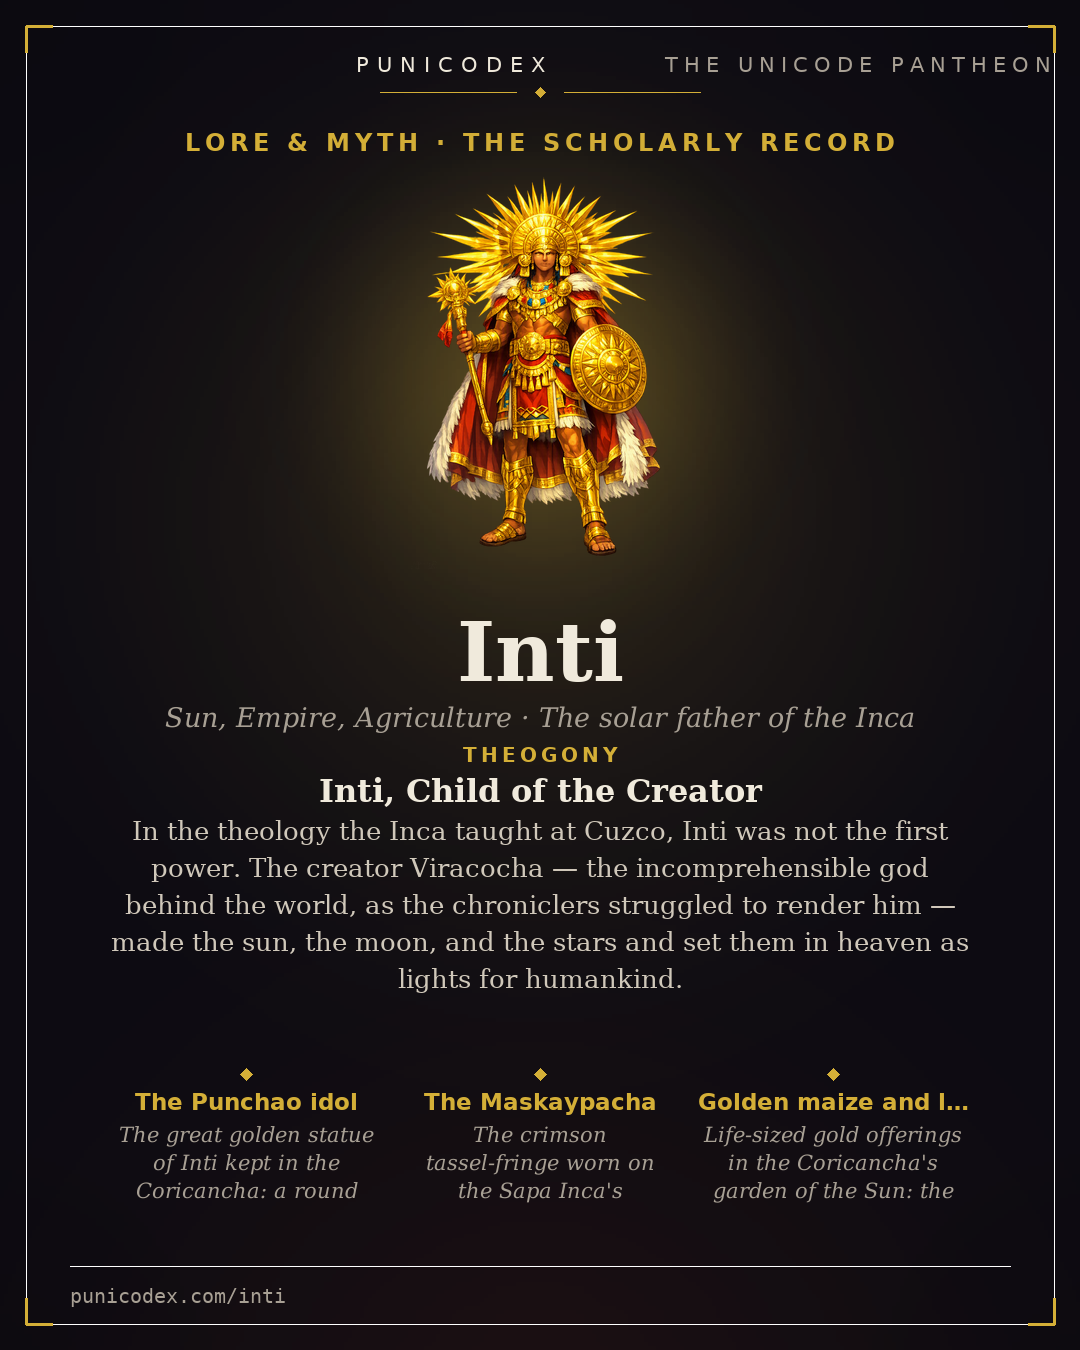 PUNICODEX THE UNICODE PANTHEON
LORE & MYTH · THE SCHOLARLY RECORD
Inti
Sun, Empire, Agriculture · The solar father of the Inca
THEOGONY
Inti, Child of the Creator
In the theology the Inca taught at Cuzco, Inti was not the first
power. The creator Viracocha — the incomprehensible god
behind the world, as the chroniclers struggled to render him —
made the sun, the moon, and the stars and set them in heaven as
lights for humankind.
The Punchao idol
The great golden statue
of Inti kept in the
Coricancha: a round
The Maskaypacha
The crimson
tassel-fringe worn on
the Sapa Inca's
Golden maize and l…
Life-sized gold offerings
in the Coricancha's
garden of the Sun: the
punicodex.com/inti